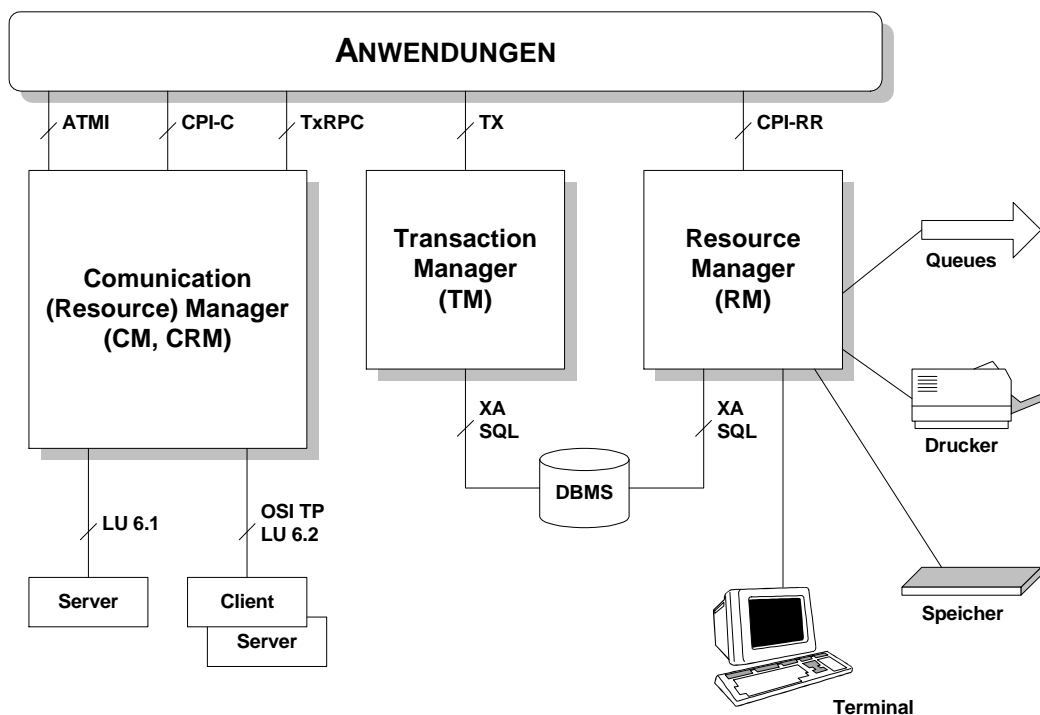 ANWENDUNGEN
ATMI
CPI-C
TxRPC
TX
CPI-RR
Comunication
(Resource) Manager
(CM, CRM)
Transaction
Manager
(TM)
Resource
Manager
(RM)
Queues
Drucker
Speicher
XA
SQL
XA
SQL
DBMS
LU 6.1
OSI TP
LU 6.2
Server
Client
Server
Terminal